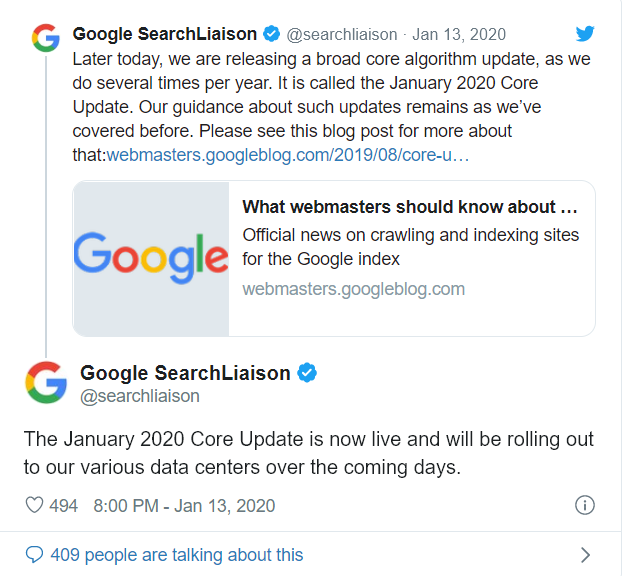 Google SearchLiaison @searchliaison · Jan 13, 2020
Later today, we are releasing a broad core algorithm update, as we
do several times per year. It is called the January 2020 Core
Update. Our guidance about such updates remains as we’ve
covered before. Please see this blog post for more about
that:webmasters.googleblog.com/2019/08/core-u…
Google
What webmasters should know about ...
Official news on crawling and indexing sites
for the Google index
webmasters.googleblog.com
Google SearchLiaison
@searchliaison
The January 2020 Core Update is now live and will be rolling out
to our various data centers over the coming days.
494 8:00 PM - Jan 13, 2020
409 people are talking about this